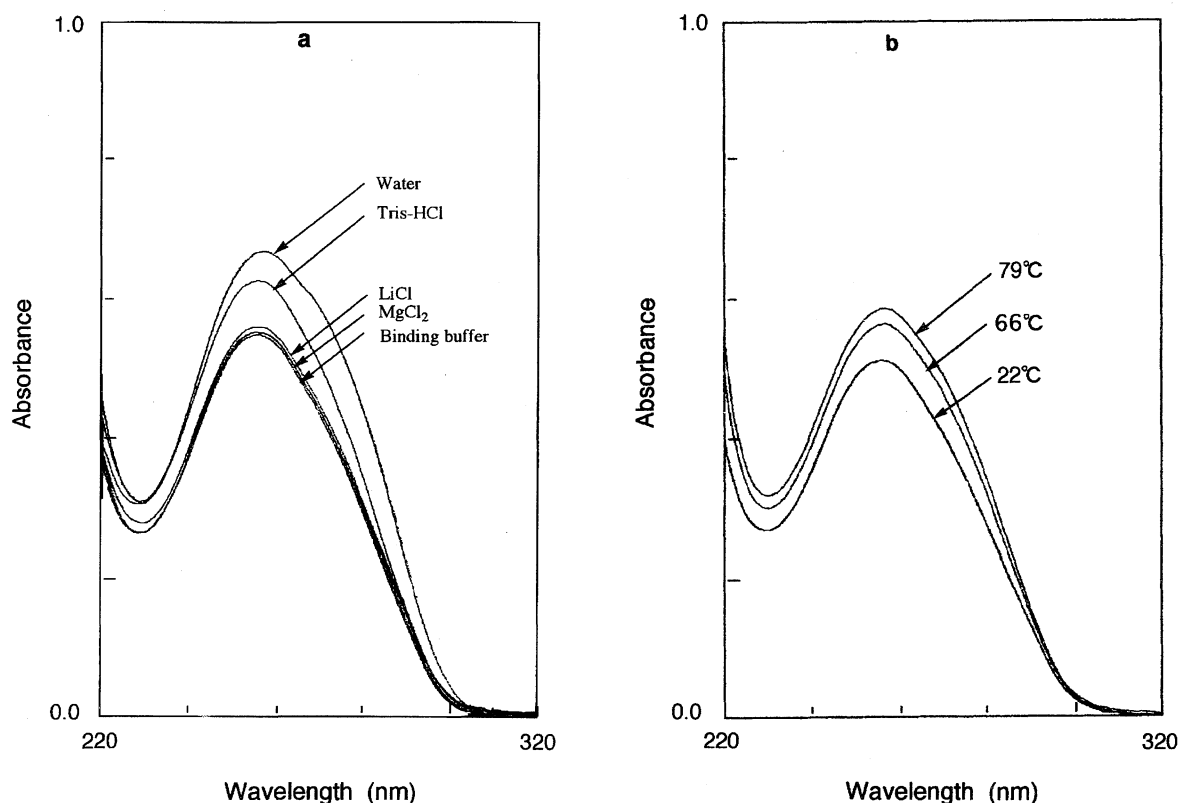 1.0
a
Water
Tris-HCl
LiCl
MgCl₂
Binding buffer
Absorbance
0.0
220
320
Wavelength (nm)
1.0
b
79°C
66°C
22°C
Absorbance
0.0
220
320
Wavelength (nm)